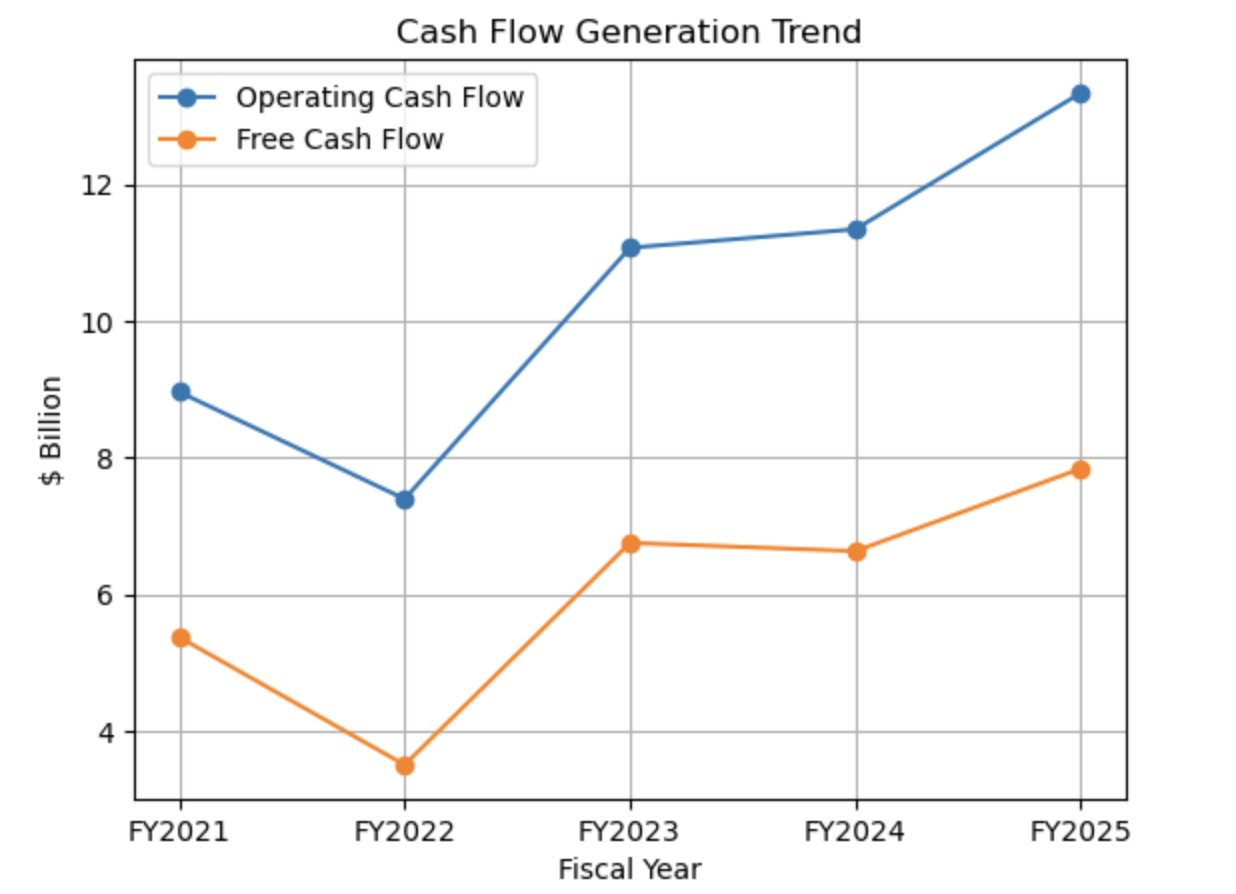 Cash Flow Generation Trend
Operating Cash Flow
Free Cash Flow
12
10
8
6
4
$ Billion
FY2021 FY2022 FY2023 FY2024 FY2025
Fiscal Year